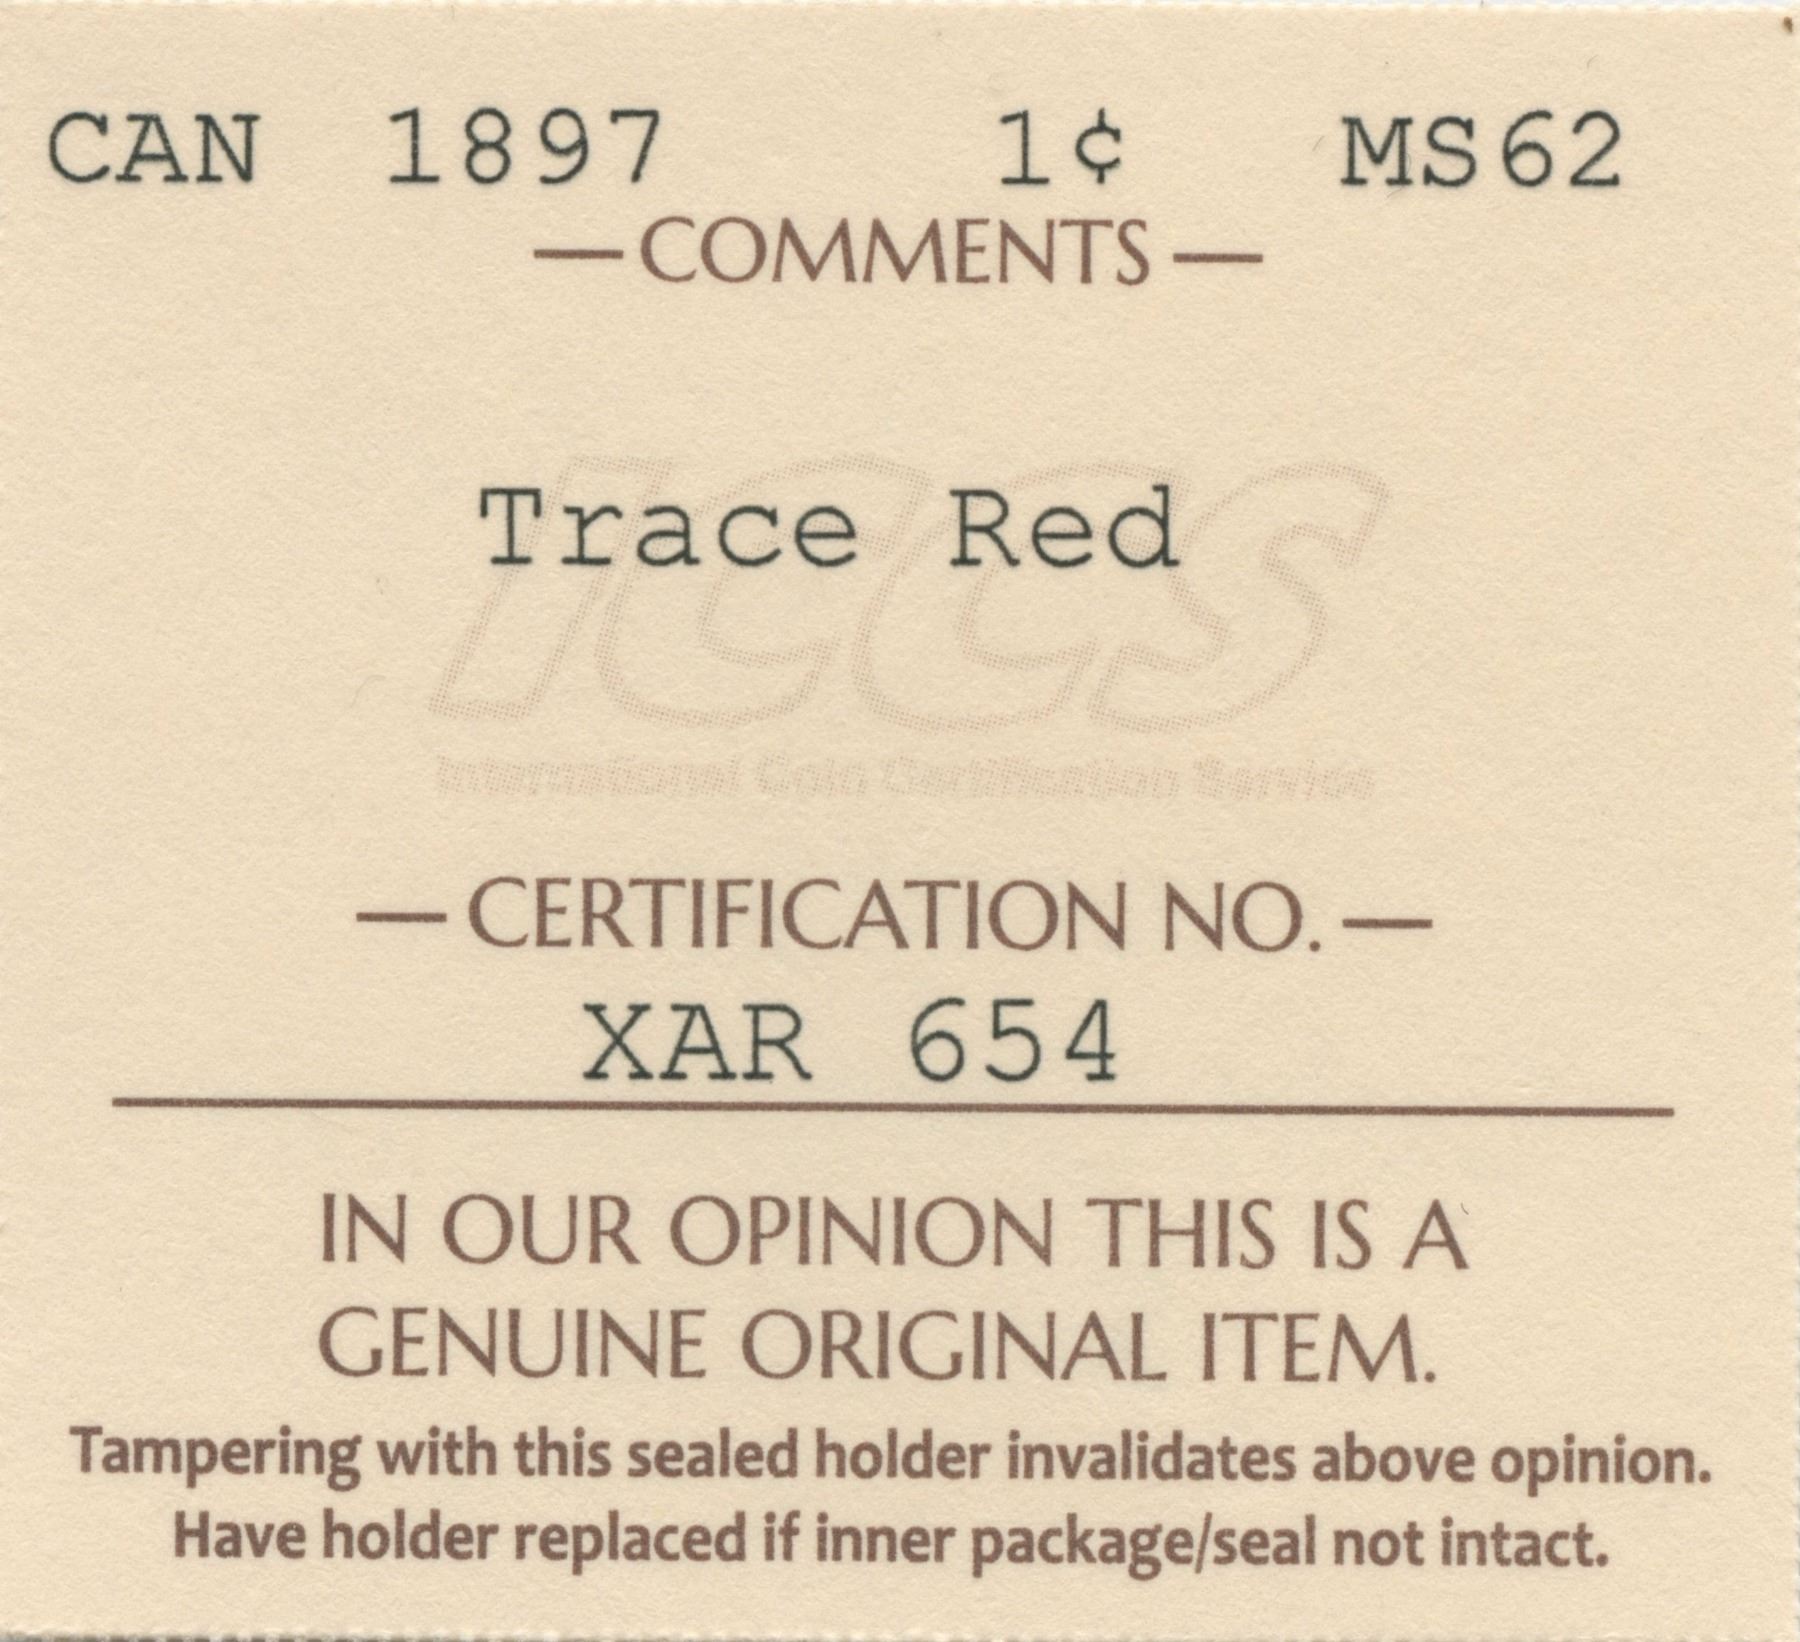 CAN 1897 1¢ MS62
—COMMENTS—
Trace Red
ICCS
International Coin Certification Service
—CERTIFICATION NO.—
XAR 654
IN OUR OPINION THIS IS A
GENUINE ORIGINAL ITEM.
Tampering with this sealed holder invalidates above opinion.
Have holder replaced if inner package/seal not intact.